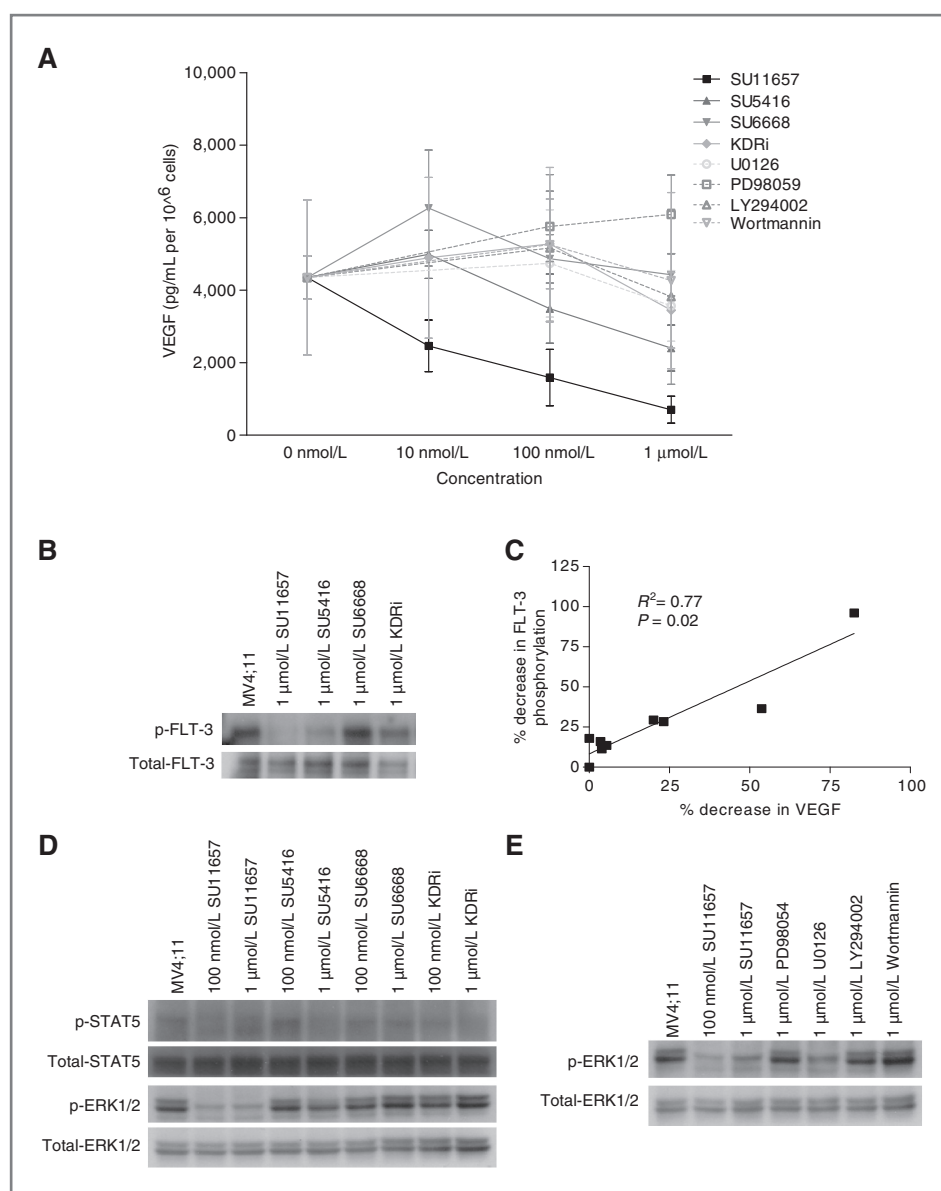 A
10,000
8,000
6,000
4,000
2,000
0
VEGF (pg/mL per 10^6 cells)
0 nmol/L 10 nmol/L 100 nmol/L 1 μmol/L
Concentration
SU11657
SU5416
SU6668
KDRi
U0126
PD98059
LY294002
Wortmannin
B
MV4;11
1 μmol/L SU11657
1 μmol/L SU5416
1 μmol/L SU6668
1 μmol/L KDRi
p-FLT-3
Total-FLT-3
C
125
100
75
50
25
0
% decrease in FLT-3
phosphorylation
R²= 0.77
P = 0.02
0 25 50 75 100
% decrease in VEGF
D
MV4;11
100 nmol/L SU11657
1 μmol/L SU11657
100 nmol/L SU5416
1 μmol/L SU5416
100 nmol/L SU6668
1 μmol/L SU6668
100 nmol/L KDRi
1 μmol/L KDRi
p-STAT5
Total-STAT5
p-ERK1/2
Total-ERK1/2
E
MV4;11
100 nmol/L SU11657
1 μmol/L SU11657
1 μmol/L PD98054
1 μmol/L U0126
1 μmol/L LY294002
1 μmol/L Wortmannin
p-ERK1/2
Total-ERK1/2